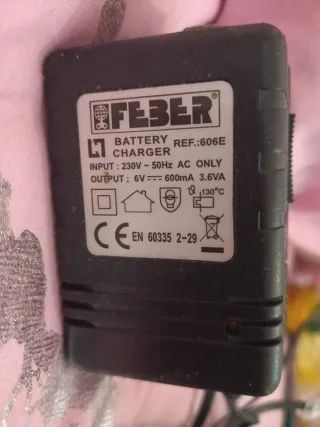 FEBER
BATTERY CHARGER REF.:606E
INPUT : 230V ~ 50Hz AC ONLY
OUTPUT : 6V ⎓ 600mA 3.6VA
130°C
CE EN 60335 2-29